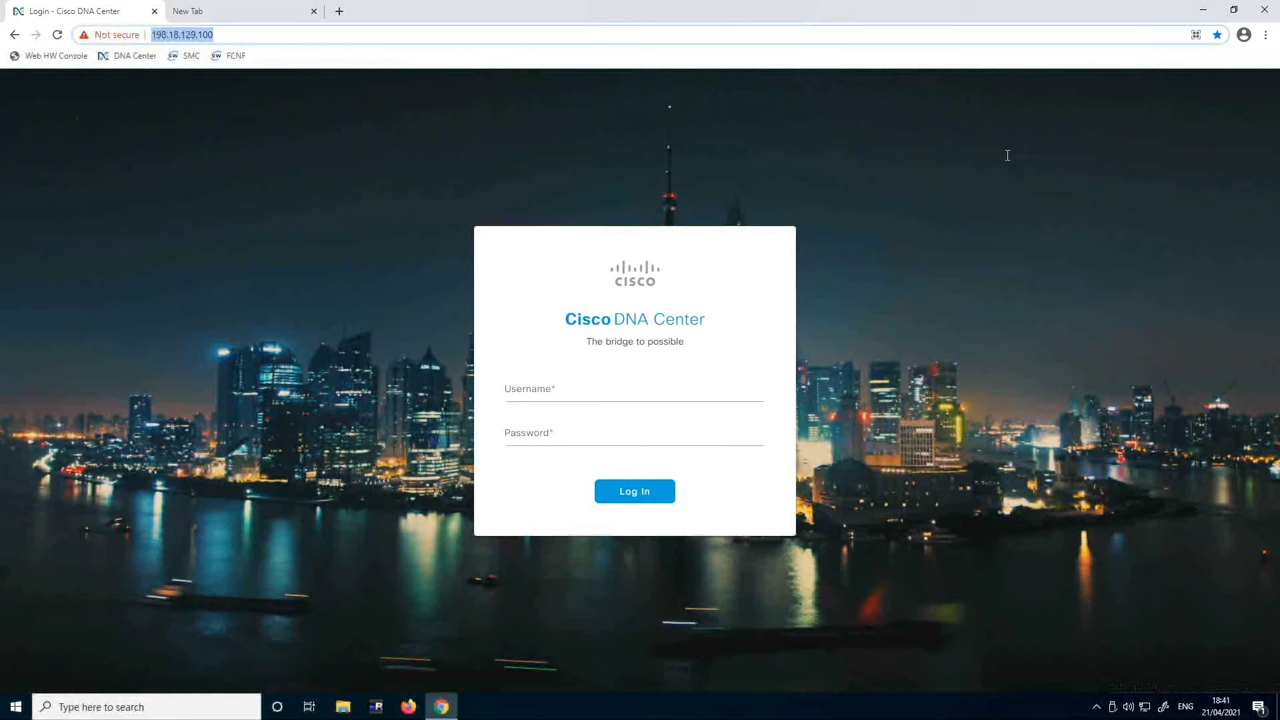 Login - Cisco DNA Center
New Tab
Not secure
198.18.129.100
Web HW Console
DNA Center
SMC
FCNF
CISCO
Cisco DNA Center
The bridge to possible
Username*
Password*
Log In
Type here to search
ENG
18:41
21/04/2021